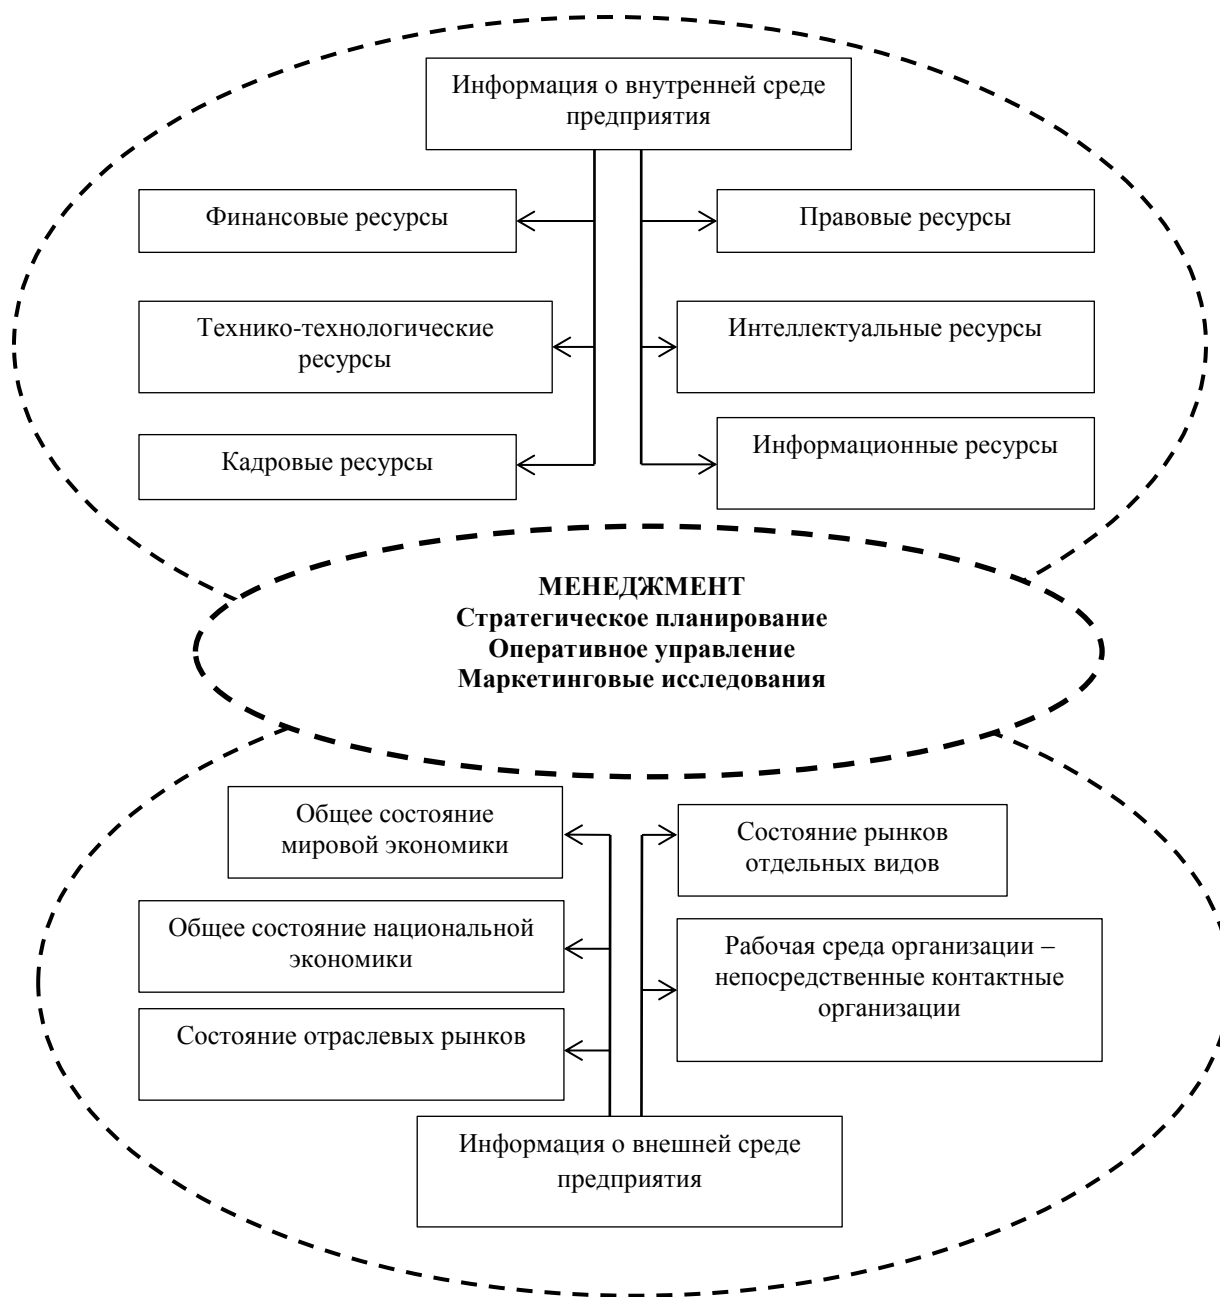 Информация о внутренней среде
предприятия
Финансовые ресурсы
Правовые ресурсы
Технико-технологические
ресурсы
Интеллектуальные ресурсы
Кадровые ресурсы
Информационные ресурсы
МЕНЕДЖМЕНТ
Стратегическое планирование
Оперативное управление
Маркетинговые исследования
Общее состояние
мировой экономики
Состояние рынков
отдельных видов
Общее состояние национальной
экономики
Рабочая среда организации –
непосредственные контактные
организации
Состояние отраслевых рынков
Информация о внешней среде
предприятия